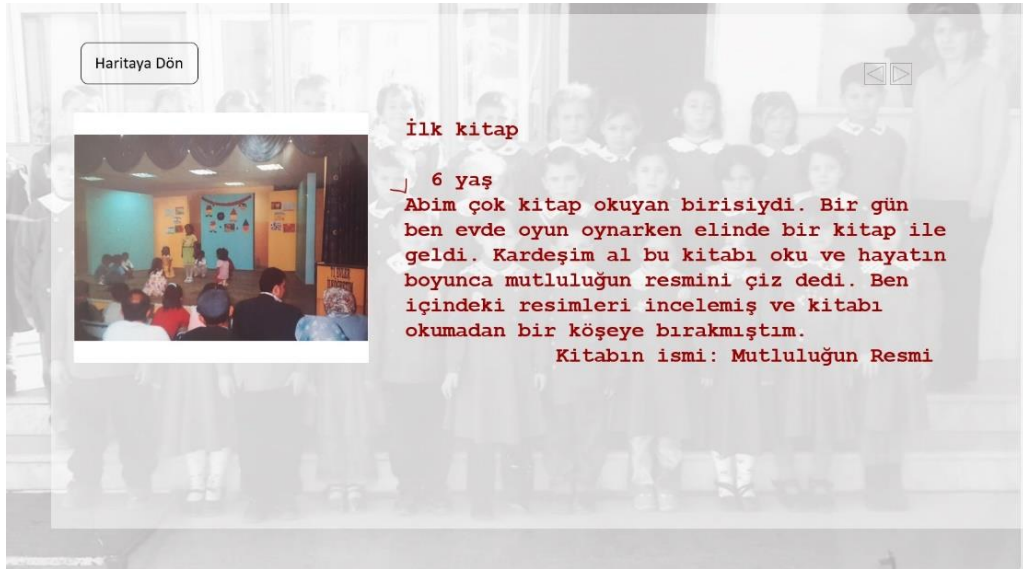 Haritaya Dön
İlk kitap
6 yaş
Abim çok kitap okuyan birisiydi. Bir gün
ben evde oyun oynarken elinde bir kitap ile
geldi. Kardeşim al bu kitabı oku ve hayatın
boyunca mutluluğun resmini çiz dedi. Ben
içindeki resimleri incelemiş ve kitabı
okumadan bir köşeye bırakmıştım.
Kitabın ismi: Mutluluğun Resmi